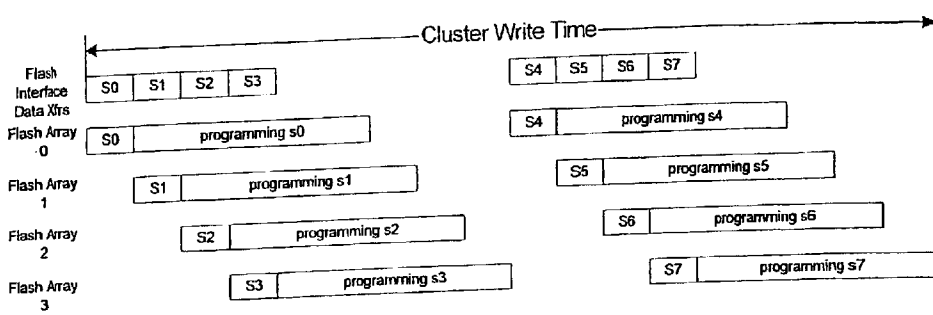 Cluster Write Time
Flash
Interface
Data Xfrs
S0 S1 S2 S3 S4 S5 S6 S7
Flash Array
0
S0 programming s0 S4 programming s4
Flash Array
1
S1 programming s1 S5 programming s5
Flash Array
2
S2 programming s2 S6 programming s6
Flash Array
3
S3 programming s3 S7 programming s7